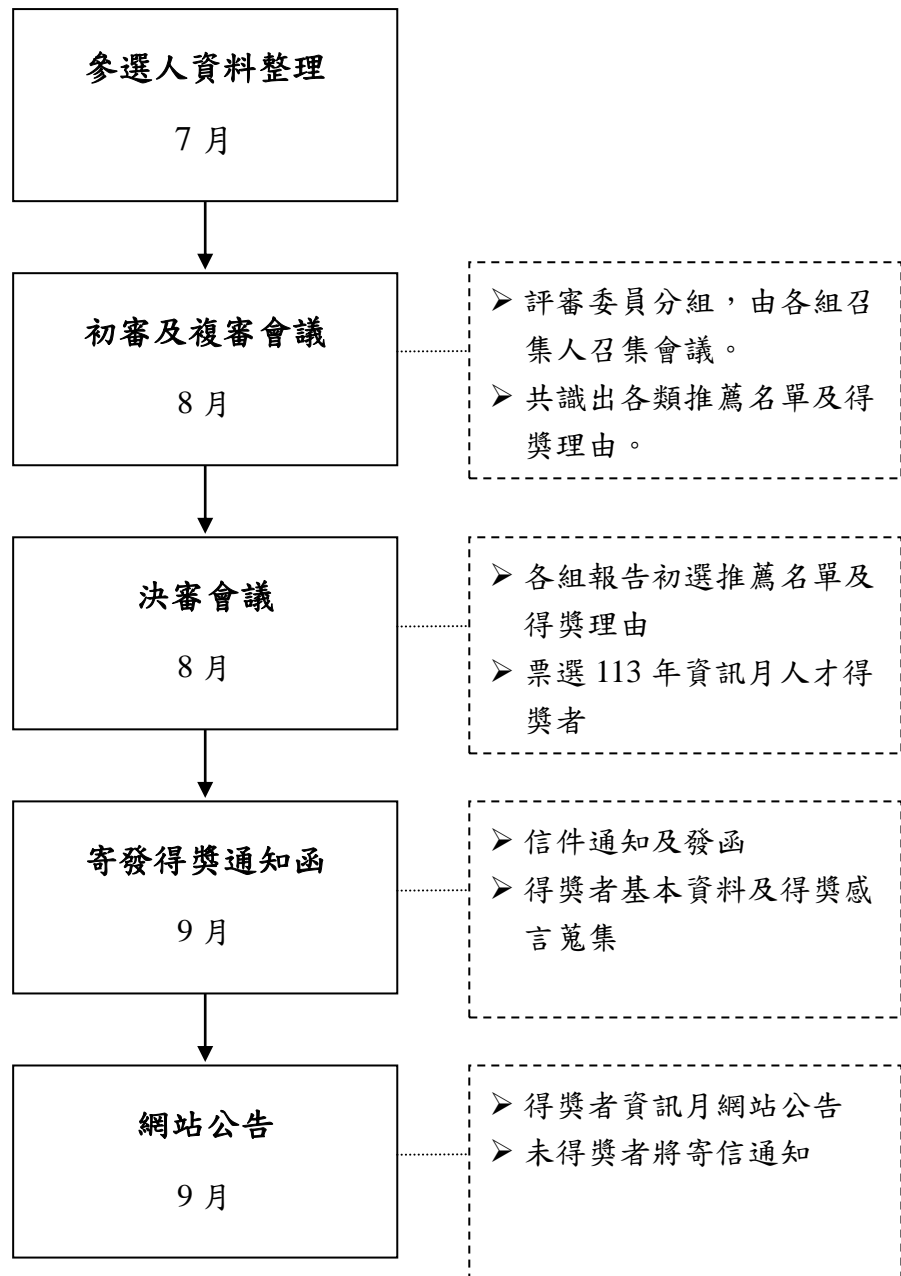 參選人資料整理
7 月
初審及複審會議
8 月
➢ 評審委員分組，由各組召
集人召集會議。
➢ 共識出各類推薦名單及得
獎理由。
決審會議
8 月
➢ 各組報告初選推薦名單及
得獎理由
➢ 票選 113 年資訊月人才得
獎者
寄發得獎通知函
9 月
➢ 信件通知及發函
➢ 得獎者基本資料及得獎感
言蒐集
網站公告
9 月
➢ 得獎者資訊月網站公告
➢ 未得獎者將寄信通知